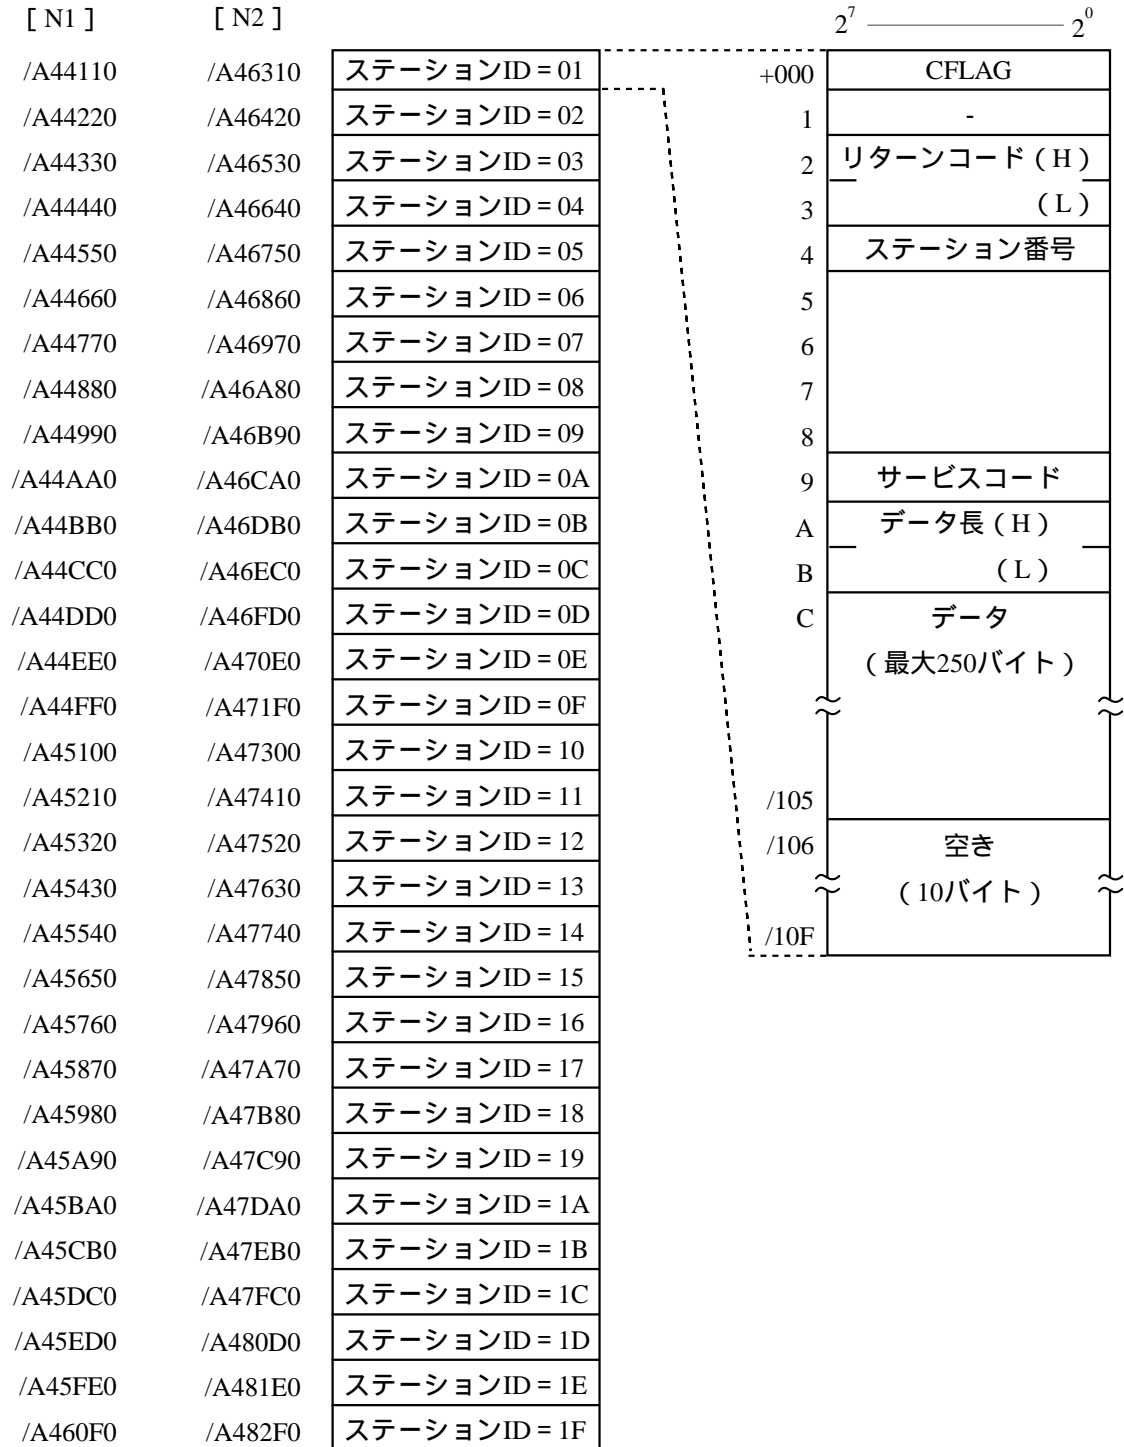 [ N1 ] [ N2 ]
/A44110 /A46310 ステーションID = 01
/A44220 /A46420 ステーションID = 02
/A44330 /A46530 ステーションID = 03
/A44440 /A46640 ステーションID = 04
/A44550 /A46750 ステーションID = 05
/A44660 /A46860 ステーションID = 06
/A44770 /A46970 ステーションID = 07
/A44880 /A46A80 ステーションID = 08
/A44990 /A46B90 ステーションID = 09
/A44AA0 /A46CA0 ステーションID = 0A
/A44BB0 /A46DB0 ステーションID = 0B
/A44CC0 /A46EC0 ステーションID = 0C
/A44DD0 /A46FD0 ステーションID = 0D
/A44EE0 /A470E0 ステーションID = 0E
/A44FF0 /A471F0 ステーションID = 0F
/A45100 /A47300 ステーションID = 10
/A45210 /A47410 ステーションID = 11
/A45320 /A47520 ステーションID = 12
/A45430 /A47630 ステーションID = 13
/A45540 /A47740 ステーションID = 14
/A45650 /A47850 ステーションID = 15
/A45760 /A47960 ステーションID = 16
/A45870 /A47A70 ステーションID = 17
/A45980 /A47B80 ステーションID = 18
/A45A90 /A47C90 ステーションID = 19
/A45BA0 /A47DA0 ステーションID = 1A
/A45CB0 /A47EB0 ステーションID = 1B
/A45DC0 /A47FC0 ステーションID = 1C
/A45ED0 /A480D0 ステーションID = 1D
/A45FE0 /A481E0 ステーションID = 1E
/A460F0 /A482F0 ステーションID = 1F
2⁷ 2⁰
+000 CFLAG
1 -
2 リターンコード（H）
3 （L）
4 ステーション番号
5
6
7
8
9 サービスコード
A データ長（H）
B （L）
C データ
（最大250バイト）
/105
/106 空き
（10バイト）
/10F